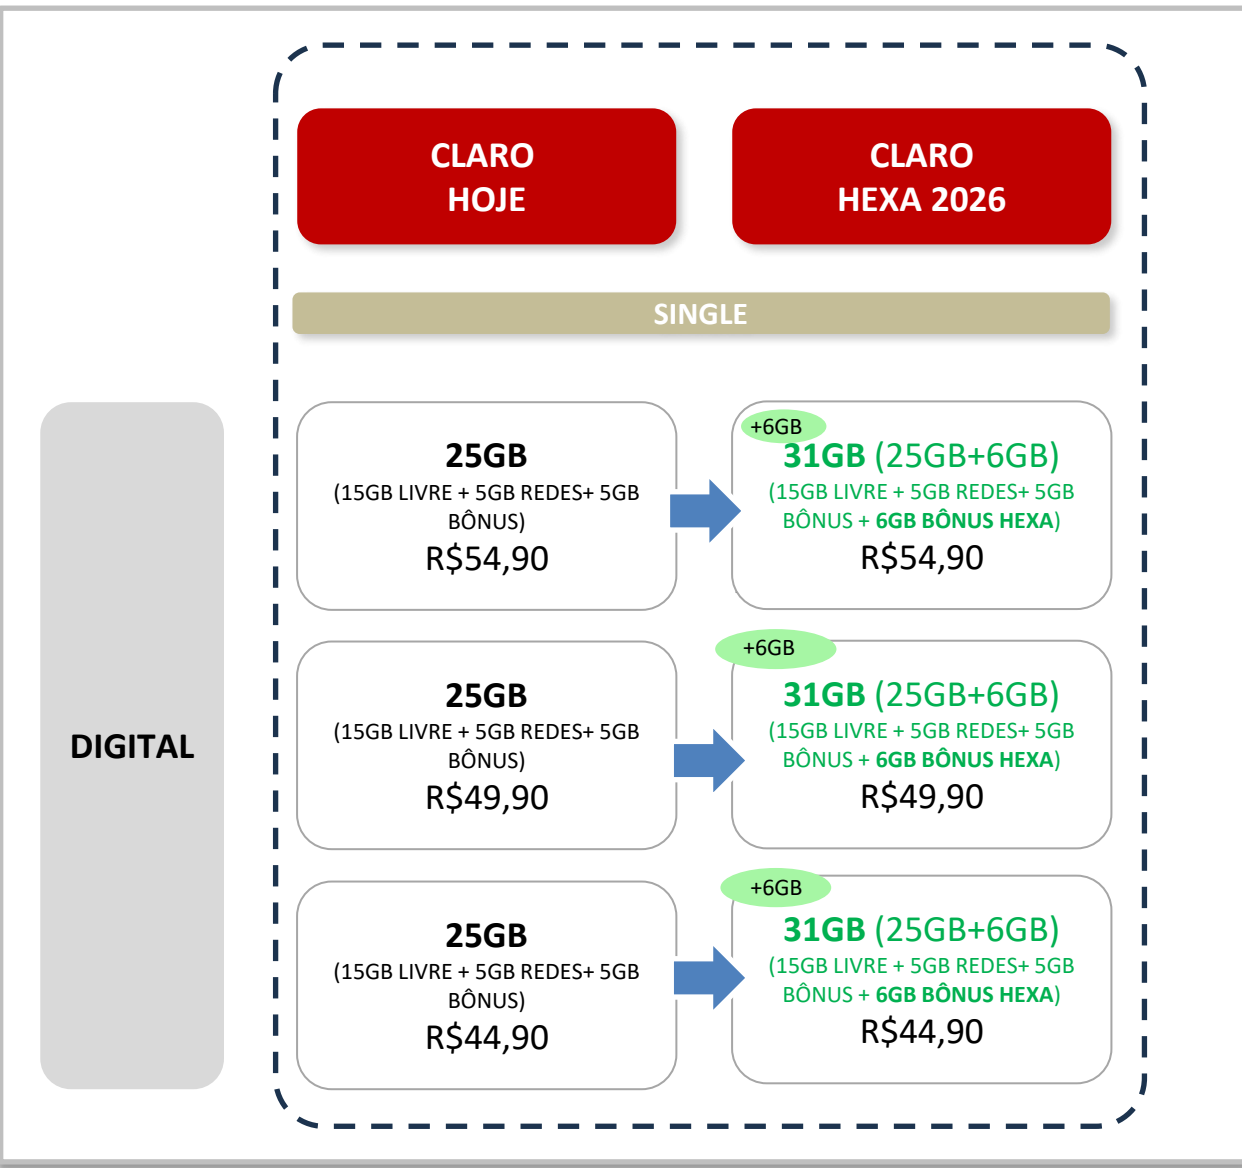 CLARO
HOJE
CLARO
HEXA 2026
SINGLE
DIGITAL
25GB
(15GB LIVRE + 5GB REDES+ 5GB
BÔNUS)
R$54,90
+6GB
31GB (25GB+6GB)
(15GB LIVRE + 5GB REDES+ 5GB
BÔNUS + 6GB BÔNUS HEXA)
R$54,90
25GB
(15GB LIVRE + 5GB REDES+ 5GB
BÔNUS)
R$49,90
+6GB
31GB (25GB+6GB)
(15GB LIVRE + 5GB REDES+ 5GB
BÔNUS + 6GB BÔNUS HEXA)
R$49,90
25GB
(15GB LIVRE + 5GB REDES+ 5GB
BÔNUS)
R$44,90
+6GB
31GB (25GB+6GB)
(15GB LIVRE + 5GB REDES+ 5GB
BÔNUS + 6GB BÔNUS HEXA)
R$44,90